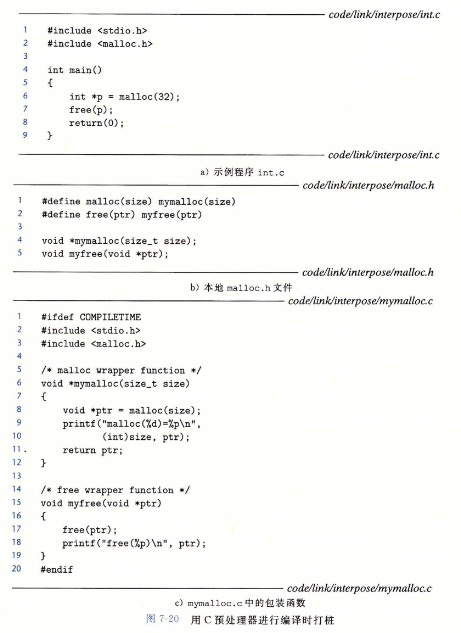 code/link/interpose/int.c
1 #include <stdio.h>
2 #include <malloc.h>
3
4 int main()
5 {
6     int *p = malloc(32);
7     free(p);
8     return(0);
9 }
code/link/interpose/int.c
a) 示例程序 int.c
code/link/interpose/malloc.h
1 #define malloc(size) mymalloc(size)
2 #define free(ptr) myfree(ptr)
3
4 void *mymalloc(size_t size);
5 void myfree(void *ptr);
code/link/interpose/malloc.h
b) 本地 malloc.h 文件
code/link/interpose/mymalloc.c
1 #ifdef COMPILETIME
2 #include <stdio.h>
3 #include <malloc.h>
4
5 /* malloc wrapper function */
6 void *mymalloc(size_t size)
7 {
8     void *ptr = malloc(size);
9     printf("malloc(%d)=%p\n",
10            (int)size, ptr);
11     return ptr;
12 }
13
14 /* free wrapper function */
15 void myfree(void *ptr)
16 {
17     free(ptr);
18     printf("free(%p)\n", ptr);
19 }
20 #endif
code/link/interpose/mymalloc.c
c) mymalloc.c 中的包装函数
图 7-20 用 C 预处理器进行编译时打桩